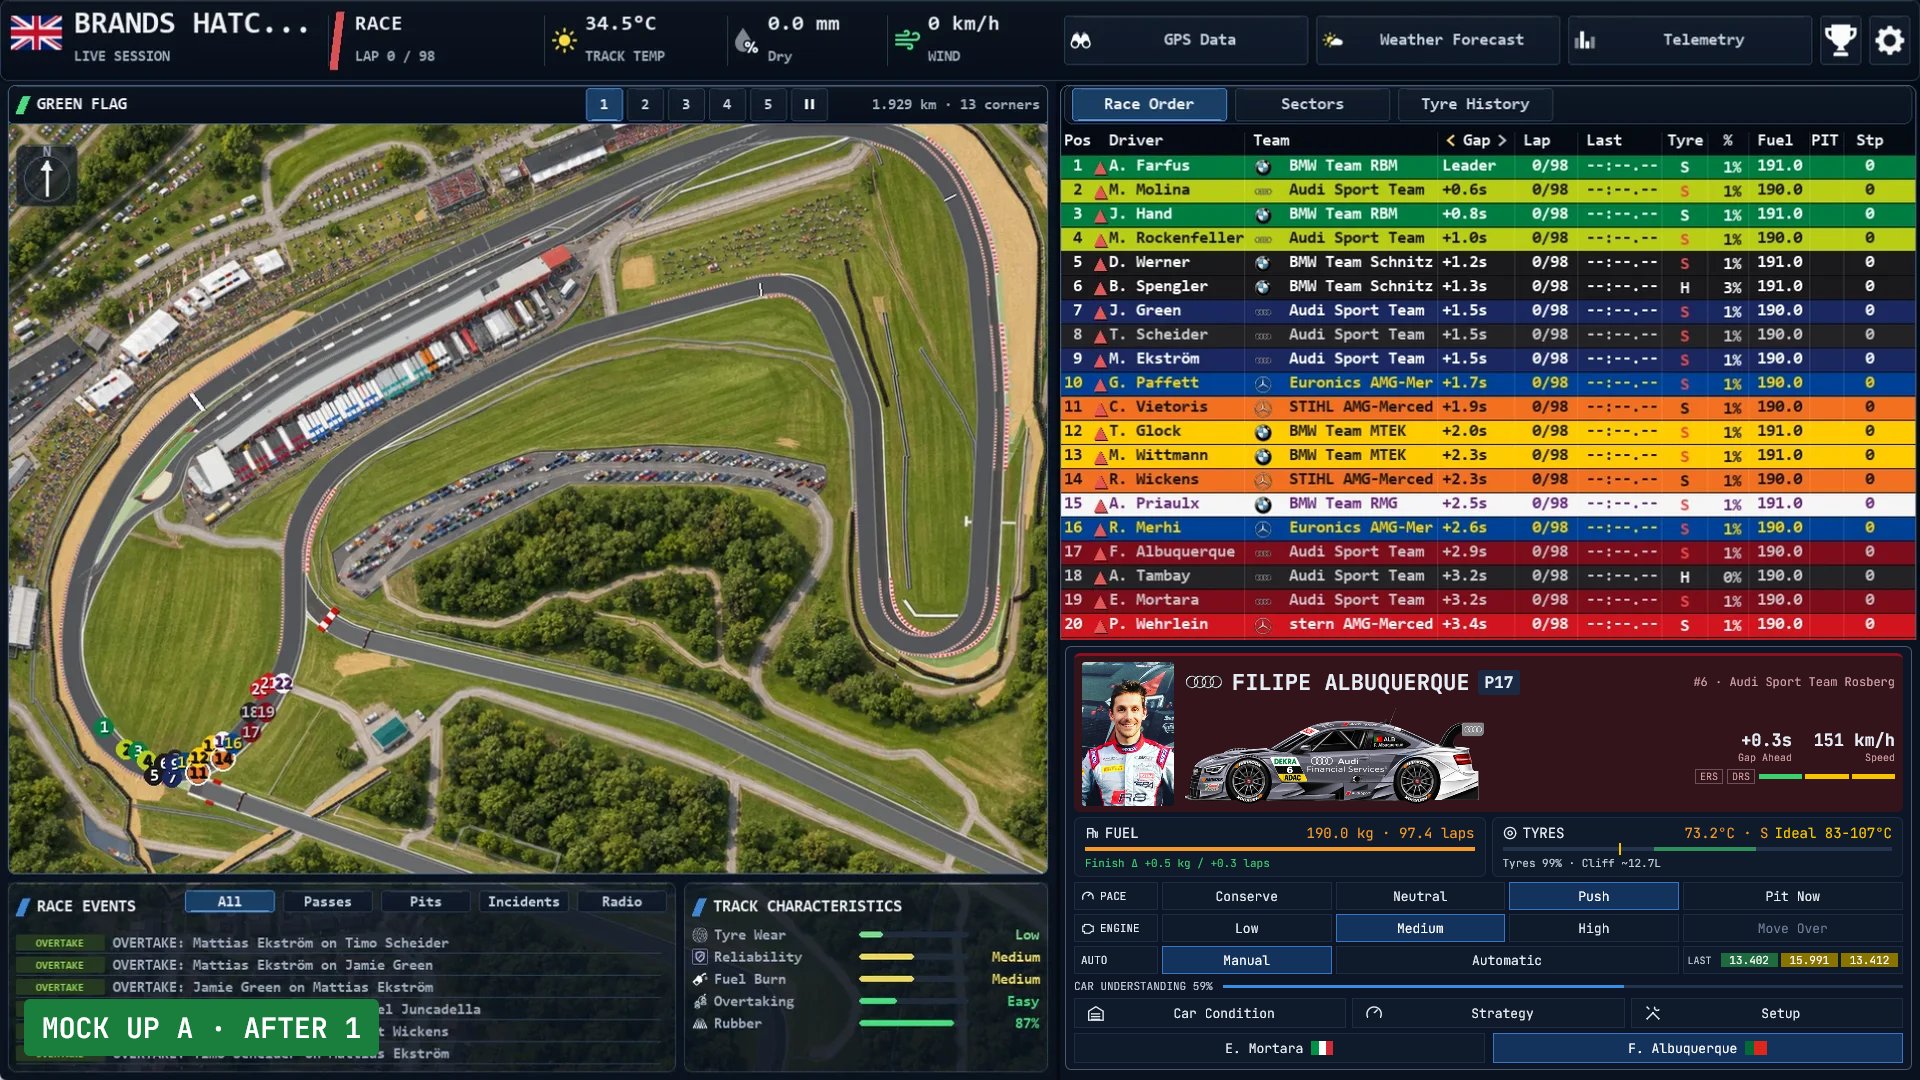 BRANDS HATC...
LIVE SESSION
RACE
LAP 0 / 98
34.5°C
TRACK TEMP
0.0 mm
Dry
0 km/h
WIND
GPS Data
Weather Forecast
Telemetry
GREEN FLAG
1 2 3 4 5
1.929 km · 13 corners
N
Race Order Sectors Tyre History
Pos Driver Team < Gap > Lap Last Tyre % Fuel PIT Stp
1 A. Farfus BMW Team RBM Leader 0/98 --:--.-- S 1% 191.0 0
2 M. Molina Audi Sport Team +0.6s 0/98 --:--.-- S 1% 190.0 0
3 J. Hand BMW Team RBM +0.8s 0/98 --:--.-- S 1% 191.0 0
4 M. Rockenfeller Audi Sport Team +1.0s 0/98 --:--.-- S 1% 190.0 0
5 D. Werner BMW Team Schnitz +1.2s 0/98 --:--.-- S 1% 191.0 0
6 B. Spengler BMW Team Schnitz +1.3s 0/98 --:--.-- H 3% 191.0 0
7 J. Green Audi Sport Team +1.5s 0/98 --:--.-- S 1% 190.0 0
8 T. Scheider Audi Sport Team +1.5s 0/98 --:--.-- S 1% 190.0 0
9 M. Ekström Audi Sport Team +1.5s 0/98 --:--.-- S 1% 190.0 0
10 G. Paffett Euronics AMG-Mer +1.7s 0/98 --:--.-- S 1% 190.0 0
11 C. Vietoris STIHL AMG-Merced +1.9s 0/98 --:--.-- S 1% 190.0 0
12 T. Glock BMW Team MTEK +2.0s 0/98 --:--.-- S 1% 191.0 0
13 M. Wittmann BMW Team MTEK +2.3s 0/98 --:--.-- S 1% 191.0 0
14 R. Wickens STIHL AMG-Merced +2.3s 0/98 --:--.-- S 1% 190.0 0
15 A. Priaulx BMW Team RMG +2.5s 0/98 --:--.-- S 1% 191.0 0
16 R. Merhi Euronics AMG-Mer +2.6s 0/98 --:--.-- S 1% 190.0 0
17 F. Albuquerque Audi Sport Team +2.9s 0/98 --:--.-- S 1% 190.0 0
18 A. Tambay Audi Sport Team +3.2s 0/98 --:--.-- H 0% 190.0 0
19 E. Mortara Audi Sport Team +3.2s 0/98 --:--.-- S 1% 190.0 0
20 P. Wehrlein stern AMG-Merced +3.4s 0/98 --:--.-- S 1% 190.0 0
22
1819
17
1
16
12
14
4
5
7
11
FILIPE ALBUQUERQUE P17
#6 · Audi Sport Team Rosberg
ALB
DEKRA
6
ADAC
Audi
Financial Services
+0.3s 151 km/h
Gap Ahead Speed
ERS DRS
FUEL 190.0 kg · 97.4 laps
Finish Δ +0.5 kg / +0.3 laps
TYRES 73.2°C · S Ideal 83-107°C
Tyres 99% · Cliff ~12.7L
PACE Conserve Neutral Push Pit Now
ENGINE Low Medium High Move Over
AUTO Manual Automatic LAST 13.402 15.991 13.412
CAR UNDERSTANDING 59%
Car Condition Strategy Setup
E. Mortara F. Albuquerque
RACE EVENTS All Passes Pits Incidents Radio
OVERTAKE OVERTAKE: Mattias Ekström on Timo Scheider
OVERTAKE OVERTAKE: Mattias Ekström on Jamie Green
OVERTAKE OVERTAKE: Jamie Green on Mattias Ekström
el Juncadella
t Wickens
Ekström
MOCK UP A · AFTER 1
TRACK CHARACTERISTICS
Tyre Wear Low
Reliability Medium
Fuel Burn Medium
Overtaking Easy
Rubber 87%